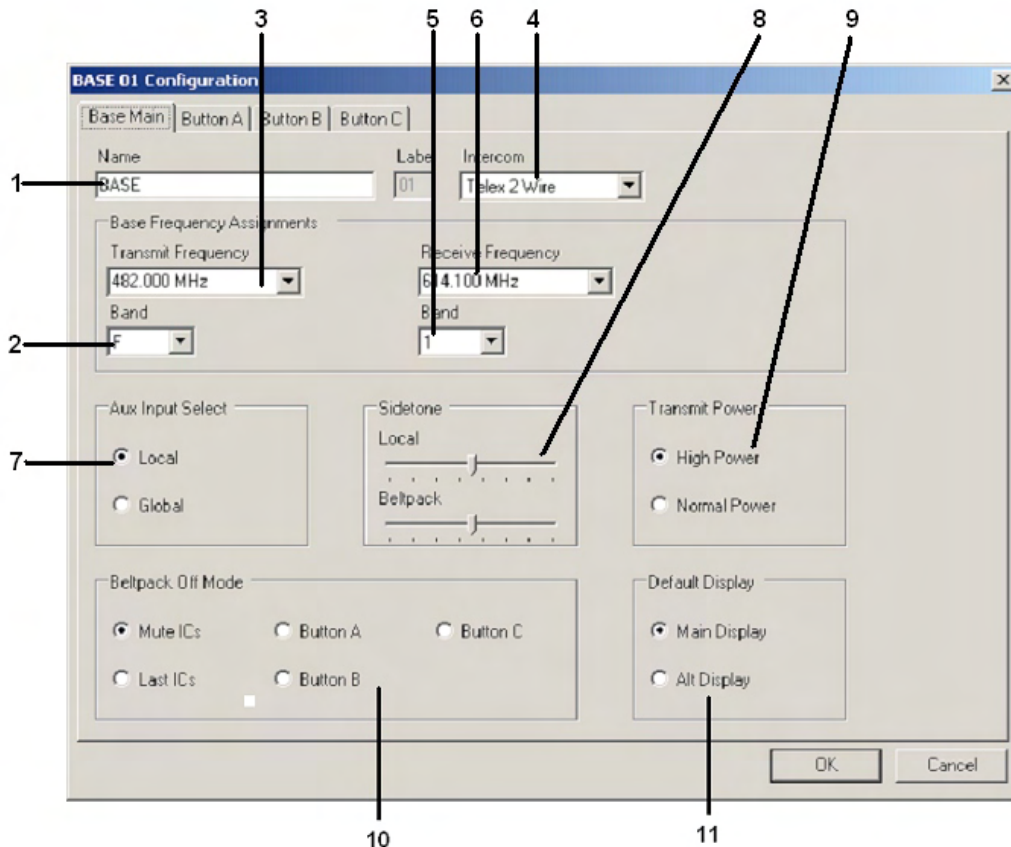 3 5 6 4 8 9
BASE 01 Configuration
Base Main Button A Button B Button C
Name Label Intercom
1 BASE 01 Telex 2 Wire
Base Frequency Assignments
Transmit Frequency Receive Frequency
482.000 MHz 614.100 MHz
Band Band
2 F 1
Aux Input Select Sidetone Transmit Power
Local
7 Local High Power
Beltpack
Global Normal Power
Beltpack Off Mode Default Display
Mute ICs Button A Button C Main Display
Last ICs Button B Alt Display
OK Cancel
10 11